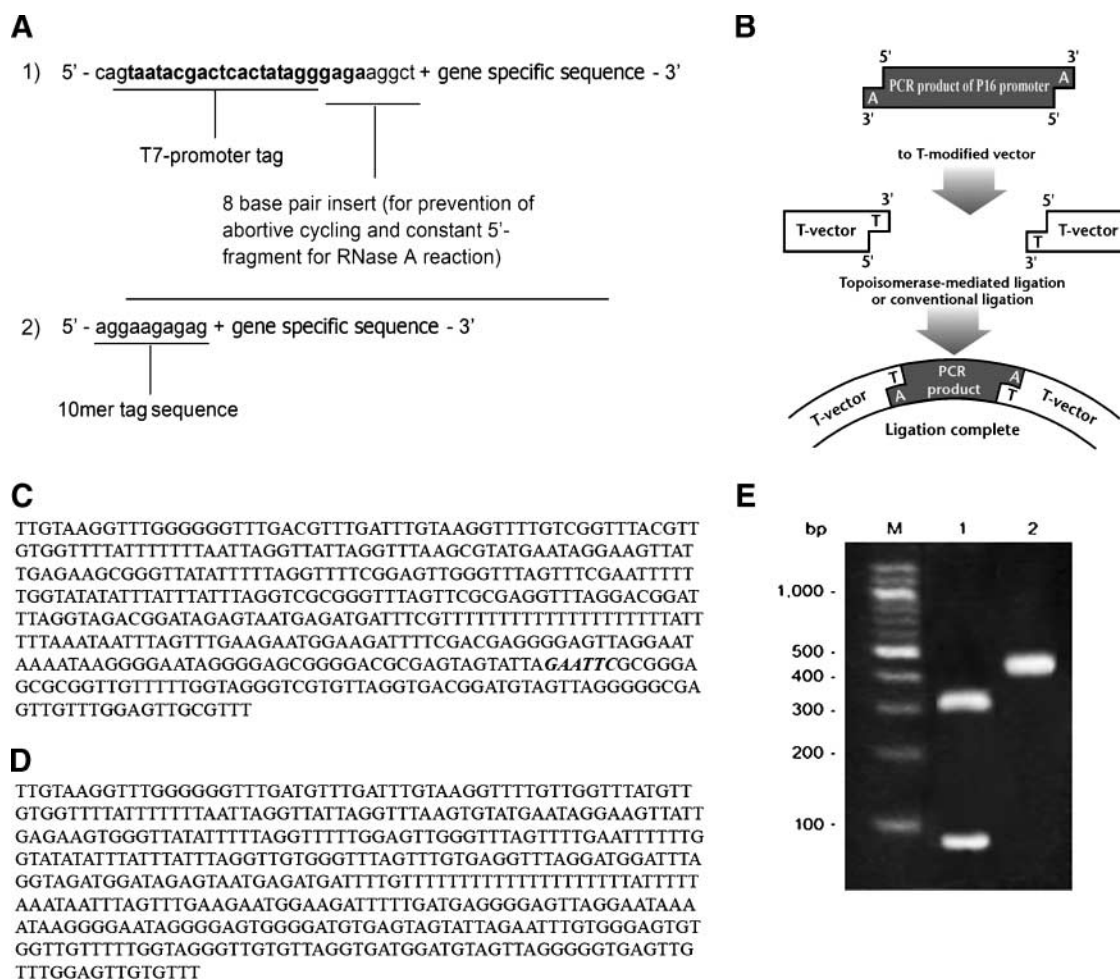 A
1) 5' - cagtaatacgactcactatagggagaaggct + gene specific sequence - 3'
T7-promoter tag
8 base pair insert (for prevention of
abortive cycling and constant 5'-
fragment for RNase A reaction)
2) 5' - aggaagagag + gene specific sequence - 3'
10mer tag sequence
B
3'
5'
A PCR product of P16 promoter A
3'
5'
to T-modified vector
3' 5'
T-vector T T T-vector
5' 3'
Topoisomerase-mediated ligation
or conventional ligation
T-vector T A PCR product A T T-vector
Ligation complete
C
TTGTAAGGTTTGGGGGGTTTGACGTTTGATTTGTAAGGTTTTGTCGGTTTACGTT
GTGGTTTTATTTTTTTAATTAGGTTATTAGGTTTAAGCGTATGAATAGGAAGTTAT
TGAGAAGCGGGTTATATTTTTAGGTTTTCGGAGTTGGGTTTAGTTTCGAATTTTT
TGGTATATATTTATTTATTTAGGTCGCGGGTTTAGTTCGCGAGGTTTAGGACGGAT
TTAGGTAGACGGATAGAGTAATGAGATGATTTCGTTTTTTTTTTTTTTTTTTTTTATT
TTTAAATAATTTAGTTTGAAGAATGGAAGATTTTCGACGAGGGGAGTTAGGAAT
AAAATAAGGGGAATAGGGGAGCGGGGACGCGAGTAGTATTAGAATTCGCGGGA
GCGCGGTTGTTTTTGGTAGGGTCGTGTTAGGTGACGGATGTAGTTAGGGGGCGA
GTTGTTTGGAGTTGCGTTT
D
TTGTAAGGTTTGGGGGGTTTGATGTTTGATTTGTAAGGTTTTGTTGGTTTATGTT
GTGGTTTTATTTTTTTAATTAGGTTATTAGGTTTAAGTGTATGAATAGGAAGTTATT
GAGAAGTGGGTTATATTTTTAGGTTTTTGGAGTTGGGTTTAGTTTTGAATTTTTTG
GTATATATTTATTTATTTAGGTTGTGGGTTTAGTTTGTGAGGTTTAGGATGGATTTA
GGTAGATGGATAGAGTAATGAGATGATTTTGTTTTTTTTTTTTTTTTTTTTTATTTTT
AAATAATTTAGTTTGAAGAATGGAAGATTTTTGATGAGGGGAGTTAGGAATAAA
ATAAGGGGAATAGGGGAGTGGGGATGTGAGTAGTATTAGAATTTGTGGGAGTGT
GGTTGTTTTTGGTAGGGTTGTGTTAGGTGATGGATGTAGTTAGGGGGTGAGTTG
TTTGGAGTTGTGTTT
E
bp M 1 2
1,000 -
500 -
400 -
300 -
200 -
100 -